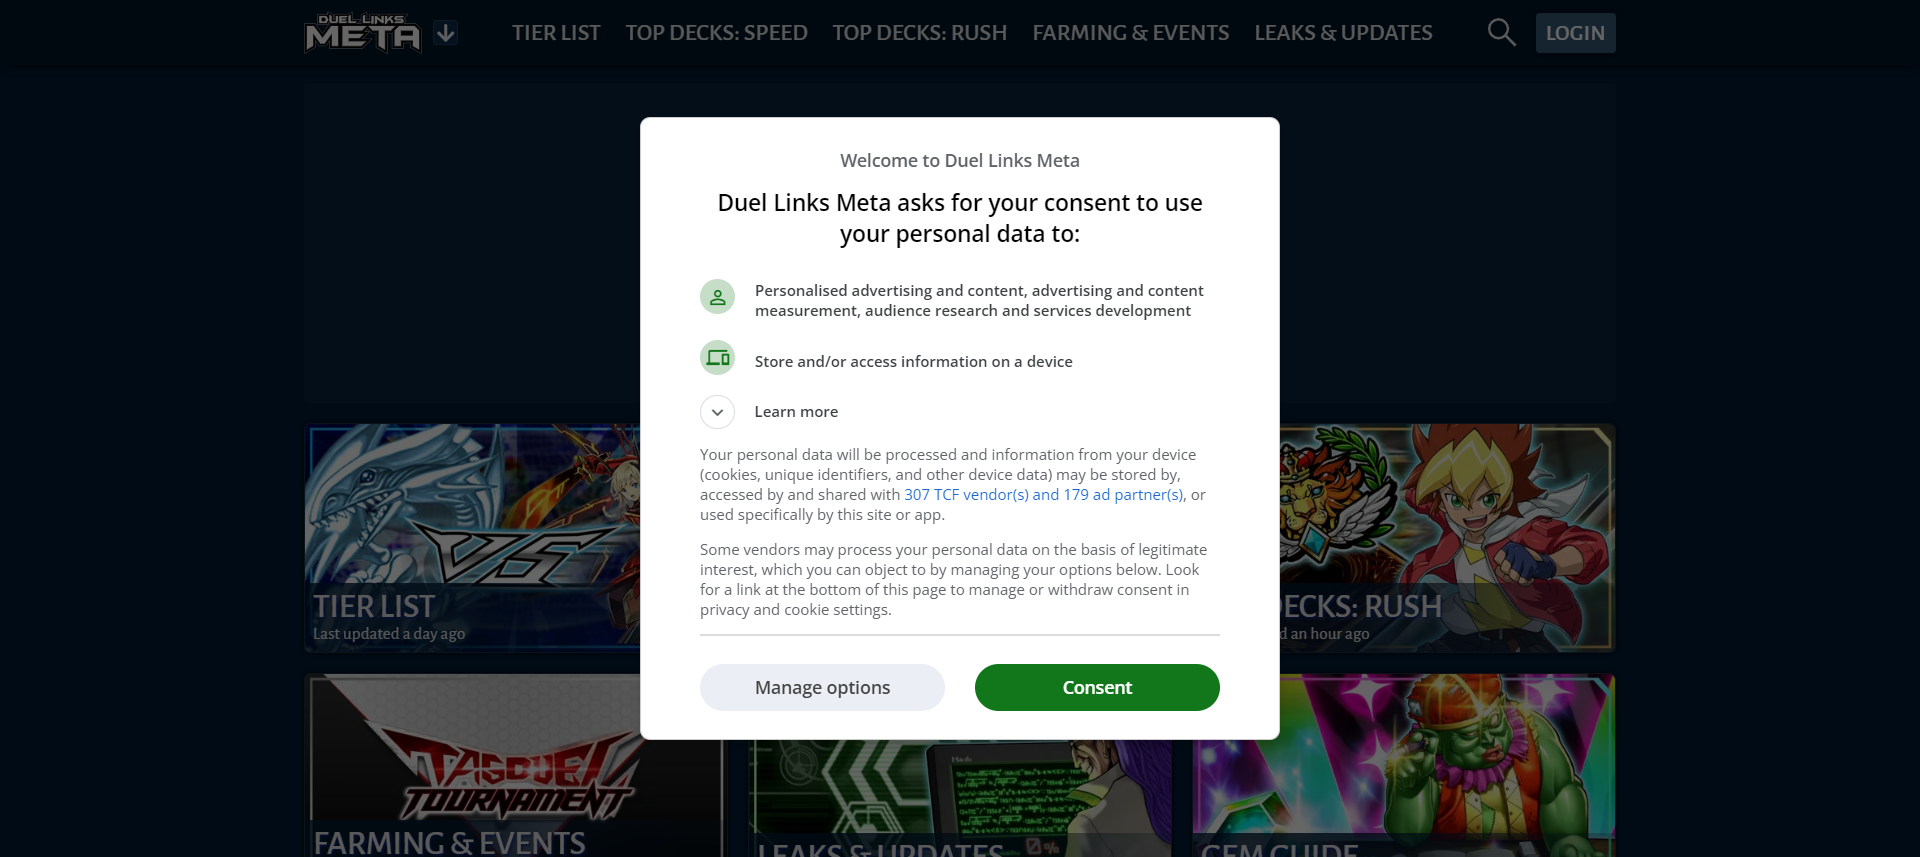 DUEL LINKS
META
TIER LIST
TOP DECKS: SPEED
TOP DECKS: RUSH
FARMING & EVENTS
LEAKS & UPDATES
LOGIN
Welcome to Duel Links Meta
Duel Links Meta asks for your consent to use
your personal data to:
Personalised advertising and content, advertising and content
measurement, audience research and services development
Store and/or access information on a device
Learn more
Your personal data will be processed and information from your device
(cookies, unique identifiers, and other device data) may be stored by,
accessed by and shared with 307 TCF vendor(s) and 179 ad partner(s), or
used specifically by this site or app.
Some vendors may process your personal data on the basis of legitimate
interest, which you can object to by managing your options below. Look
for a link at the bottom of this page to manage or withdraw consent in
privacy and cookie settings.
Manage options
Consent
VS
TIER LIST
Last updated a day ago
DECKS: RUSH
d an hour ago
TAG DUEL
TOURNAMENT
FARMING & EVENTS
LEAKS & UPDATES
GEM GUIDE